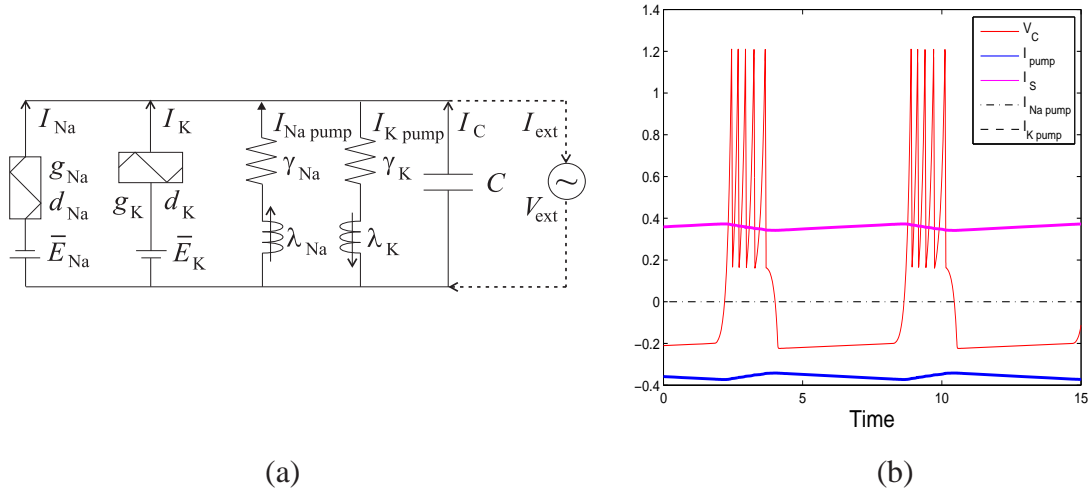 I_Na I_K I_Na pump I_K pump I_C I_ext
g_Na d_Na g_K d_K γ_Na γ_K C V_ext
Ē_Na Ē_K λ_Na λ_K
(a)
1.4
1.2
1
0.8
0.6
0.4
0.2
0
−0.2
−0.4
V_C
I_pump
I_S
I_Na pump
I_K pump
0 5 10 15
Time
(b)